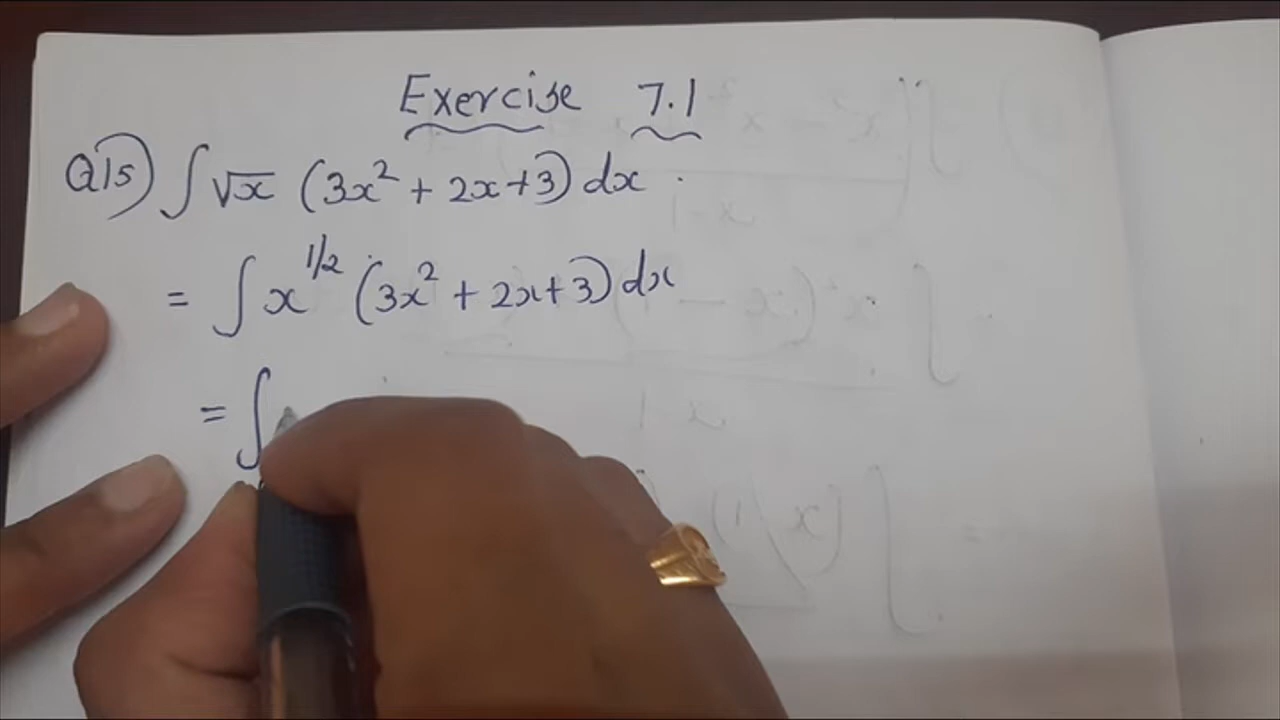 Exercise 7.1
Q15) ∫ √x (3x² + 2x + 3) dx .
= ∫ x^1/2 (3x² + 2x + 3) dx
= ∫